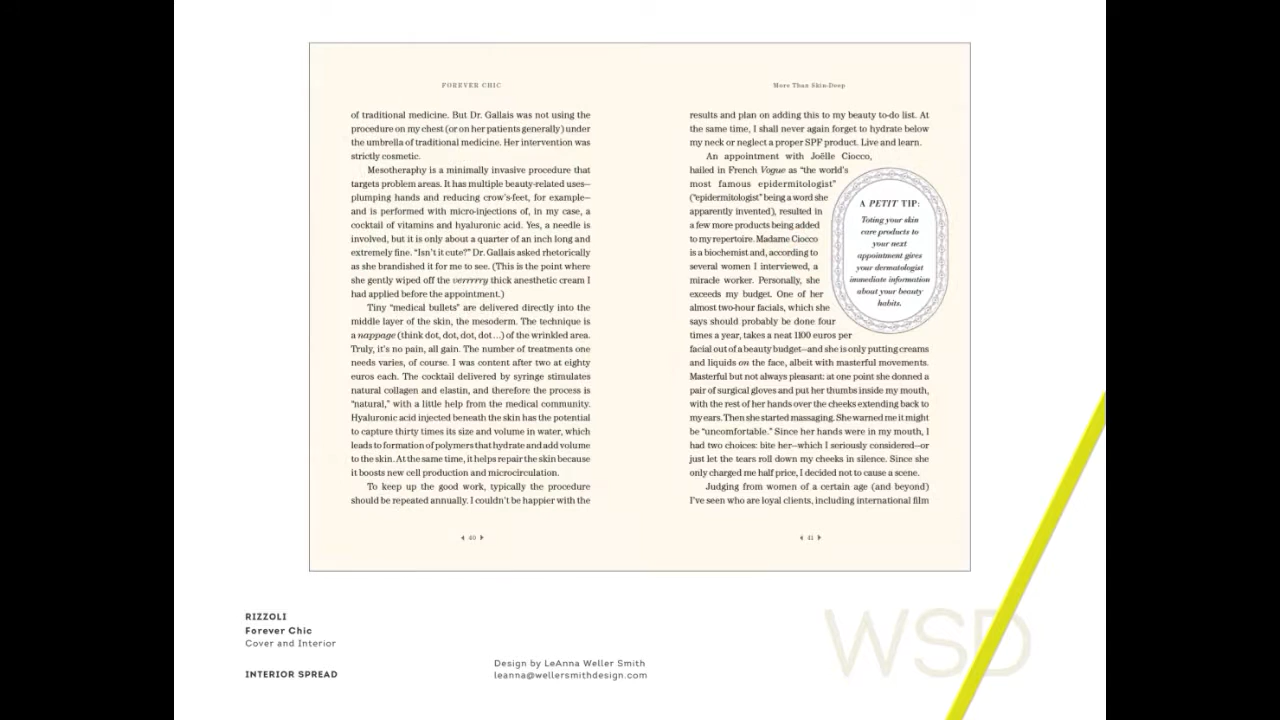 FOREVER CHIC
of traditional medicine. But Dr. Gallais was not using the
procedure on my chest (or on her patients generally) under
the umbrella of traditional medicine. Her intervention was
strictly cosmetic.
Mesotheraphy is a minimally invasive procedure that
targets problem areas. It has multiple beauty-related uses—
plumping hands and reducing crow's-feet, for example—
and is performed with micro-injections of, in my case, a
cocktail of vitamins and hyaluronic acid. Yes, a needle is
involved, but it is only about a quarter of an inch long and
extremely fine. “Isn't it cute?” Dr. Gallais asked rhetorically
as she brandished it for me to see. (This is the point where
she gently wiped off the verrrrry thick anesthetic cream I
had applied before the appointment.)
Tiny “medical bullets” are delivered directly into the
middle layer of the skin, the mesoderm. The technique is
a nappage (think dot, dot, dot, dot…) of the wrinkled area.
Truly, it's no pain, all gain. The number of treatments one
needs varies, of course. I was content after two at eighty
euros each. The cocktail delivered by syringe stimulates
natural collagen and elastin, and therefore the process is
“natural,” with a little help from the medical community.
Hyaluronic acid injected beneath the skin has the potential
to capture thirty times its size and volume in water, which
leads to formation of polymers that hydrate and add volume
to the skin. At the same time, it helps repair the skin because
it boosts new cell production and microcirculation.
To keep up the good work, typically the procedure
should be repeated annually. I couldn't be happier with the
40
More Than Skin-Deep
results and plan on adding this to my beauty to-do list. At
the same time, I shall never again forget to hydrate below
my neck or neglect a proper SPF product. Live and learn.
An appointment with Joëlle Ciocco,
hailed in French Vogue as “the world's
most famous epidermitologist”
(“epidermitologist” being a word she
apparently invented), resulted in
a few more products being added
to my repertoire. Madame Ciocco
is a biochemist and, according to
several women I interviewed, a
miracle worker. Personally, she
exceeds my budget. One of her
almost two-hour facials, which she
says should probably be done four
times a year, takes a neat 1100 euros per
facial out of a beauty budget—and she is only putting creams
and liquids on the face, albeit with masterful movements.
Masterful but not always pleasant: at one point she donned a
pair of surgical gloves and put her thumbs inside my mouth,
with the rest of her hands over the cheeks extending back to
my ears. Then she started massaging. She warned me it might
be “uncomfortable.” Since her hands were in my mouth, I
had two choices: bite her—which I seriously considered—or
just let the tears roll down my cheeks in silence. Since she
only charged me half price, I decided not to cause a scene.
Judging from women of a certain age (and beyond)
I've seen who are loyal clients, including international film
A PETIT TIP:
Toting your skin
care products to
your next
appointment gives
your dermatologist
immediate information
about your beauty
habits.
41
RIZZOLI
Forever Chic
Cover and Interior
INTERIOR SPREAD
Design by LeAnna Weller Smith
leanna@wellersmithdesign.com
WSD